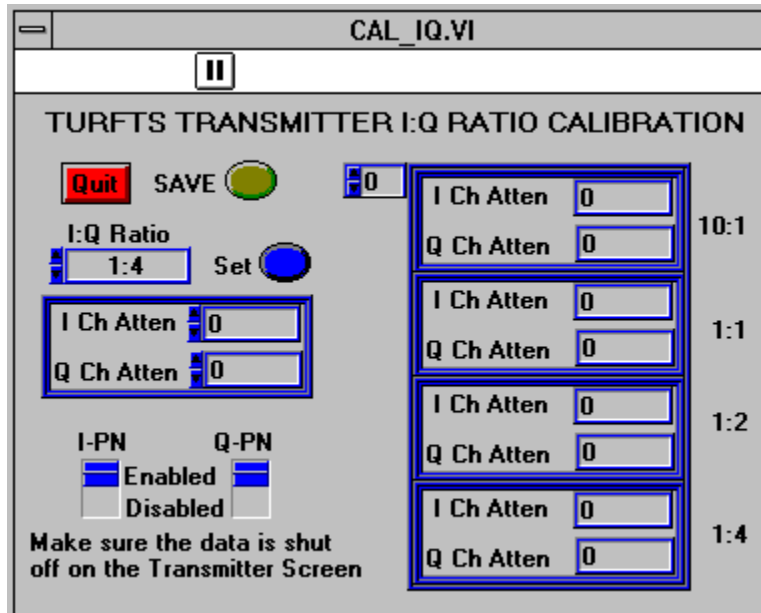 CAL_IQ.VI
TURFTS TRANSMITTER I:Q RATIO CALIBRATION
Quit SAVE 0
I:Q Ratio
1:4 Set
I Ch Atten 0
Q Ch Atten 0
I-PN Q-PN
Enabled
Disabled
Make sure the data is shut
off on the Transmitter Screen
I Ch Atten 0
Q Ch Atten 0
10:1
I Ch Atten 0
Q Ch Atten 0
1:1
I Ch Atten 0
Q Ch Atten 0
1:2
I Ch Atten 0
Q Ch Atten 0
1:4